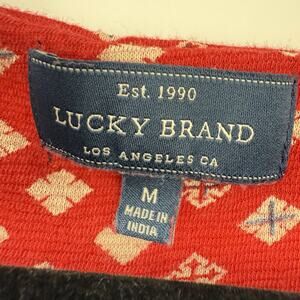 Est. 1990
LUCKY BRAND
LOS ANGELES CA
M
MADE IN
INDIA